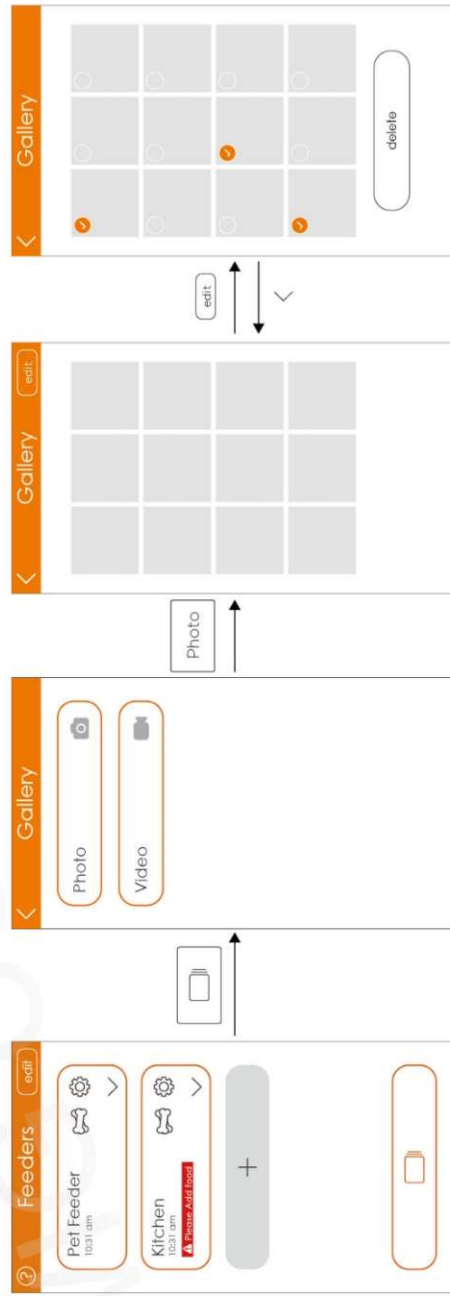 Feeders
edit
Pet Feeder
10:31 am
Kitchen
10:31 am
Please Add food
Gallery
Photo
Video
Photo
Gallery
edit
edit
Gallery
delete